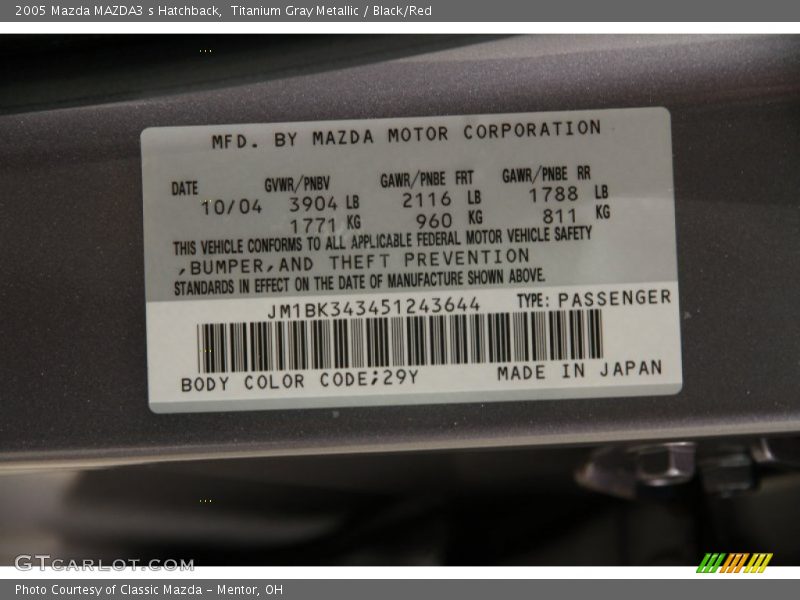 2005 Mazda MAZDA3 s Hatchback,  Titanium Gray Metallic / Black/Red
MFD. BY MAZDA MOTOR CORPORATION
DATE GVWR/PNBV GAWR/PNBE FRT GAWR/PNBE RR
10/04 3904 LB 2116 LB 1788 LB
1771 KG 960 KG 811 KG
THIS VEHICLE CONFORMS TO ALL APPLICABLE FEDERAL MOTOR VEHICLE SAFETY
,BUMPER,AND THEFT PREVENTION
STANDARDS IN EFFECT ON THE DATE OF MANUFACTURE SHOWN ABOVE.
JM1BK343451243644 TYPE: PASSENGER
BODY COLOR CODE;29Y MADE IN JAPAN
GTCARLOT.COM
Photo Courtesy of Classic Mazda - Mentor, OH